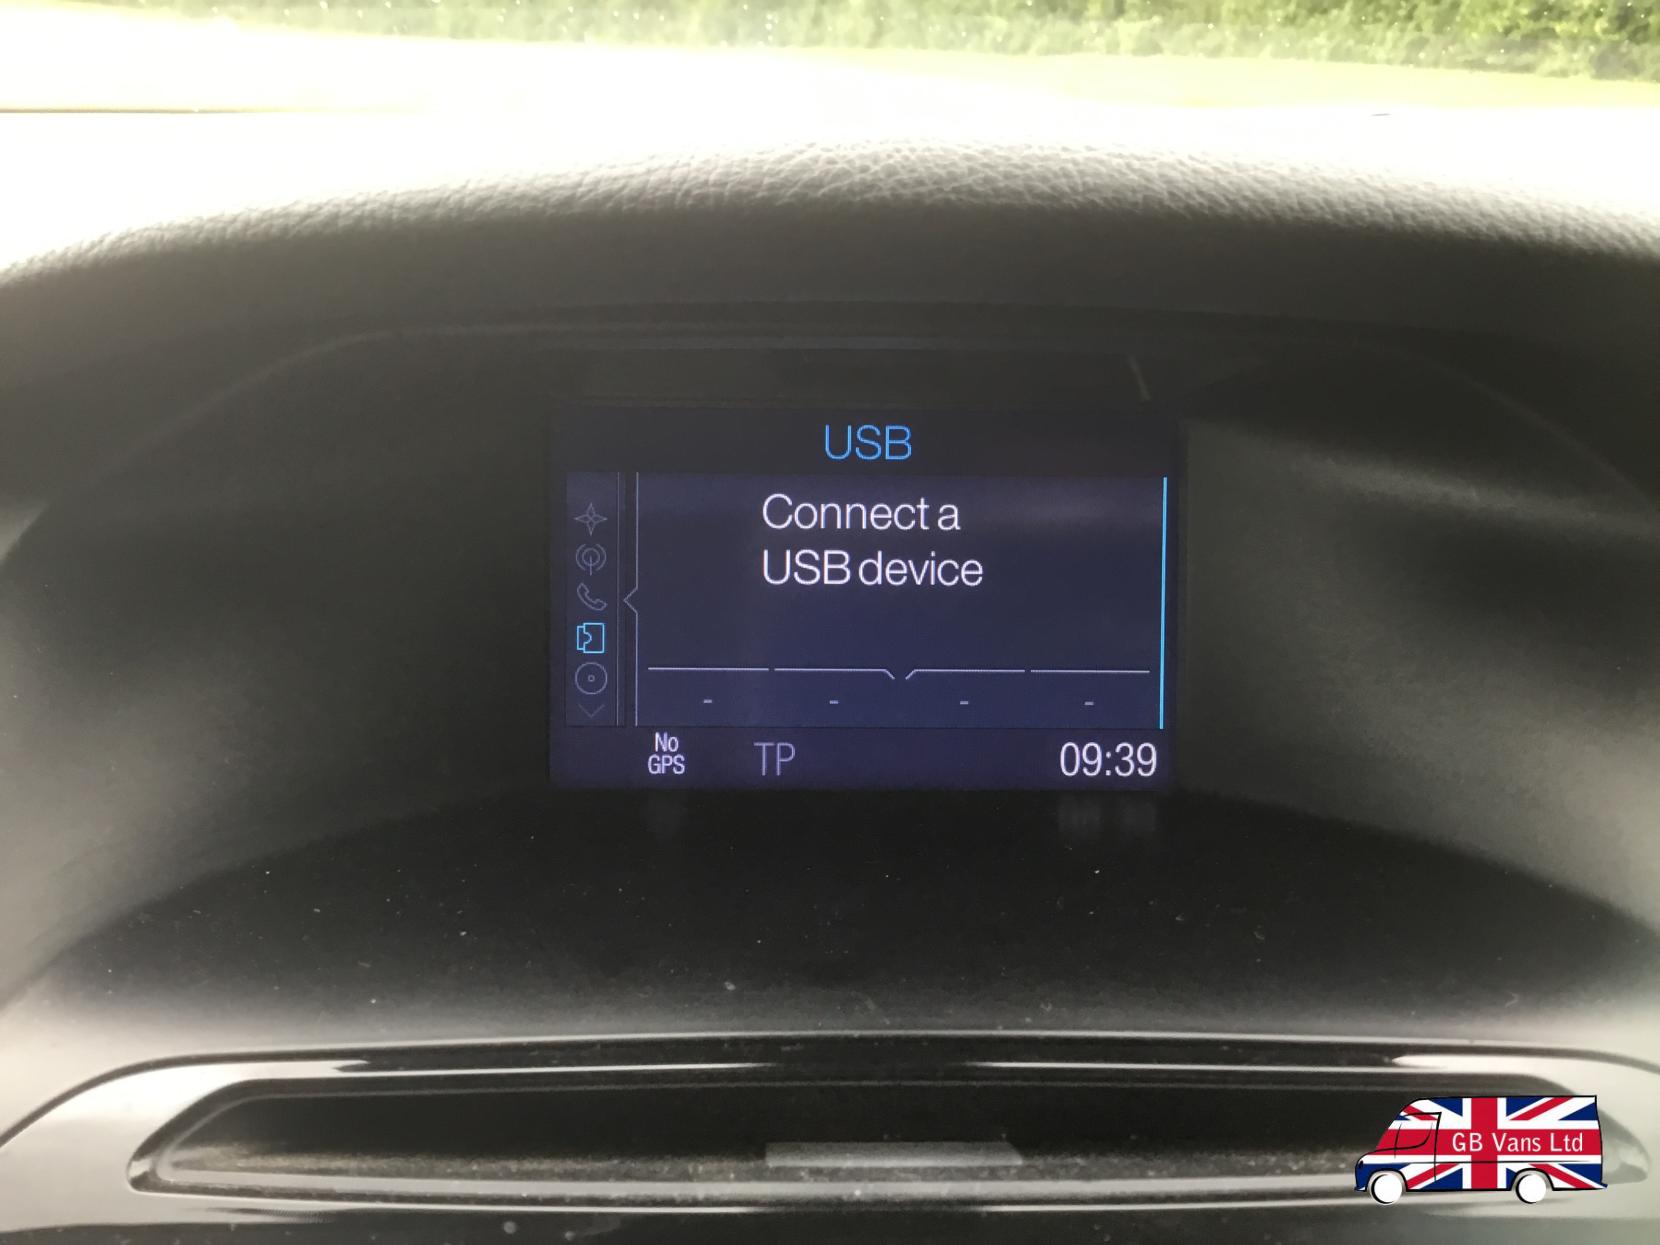 USB
Connect a
USB device
-
-
-
-
No
GPS
TP
09:39
GB Vans Ltd